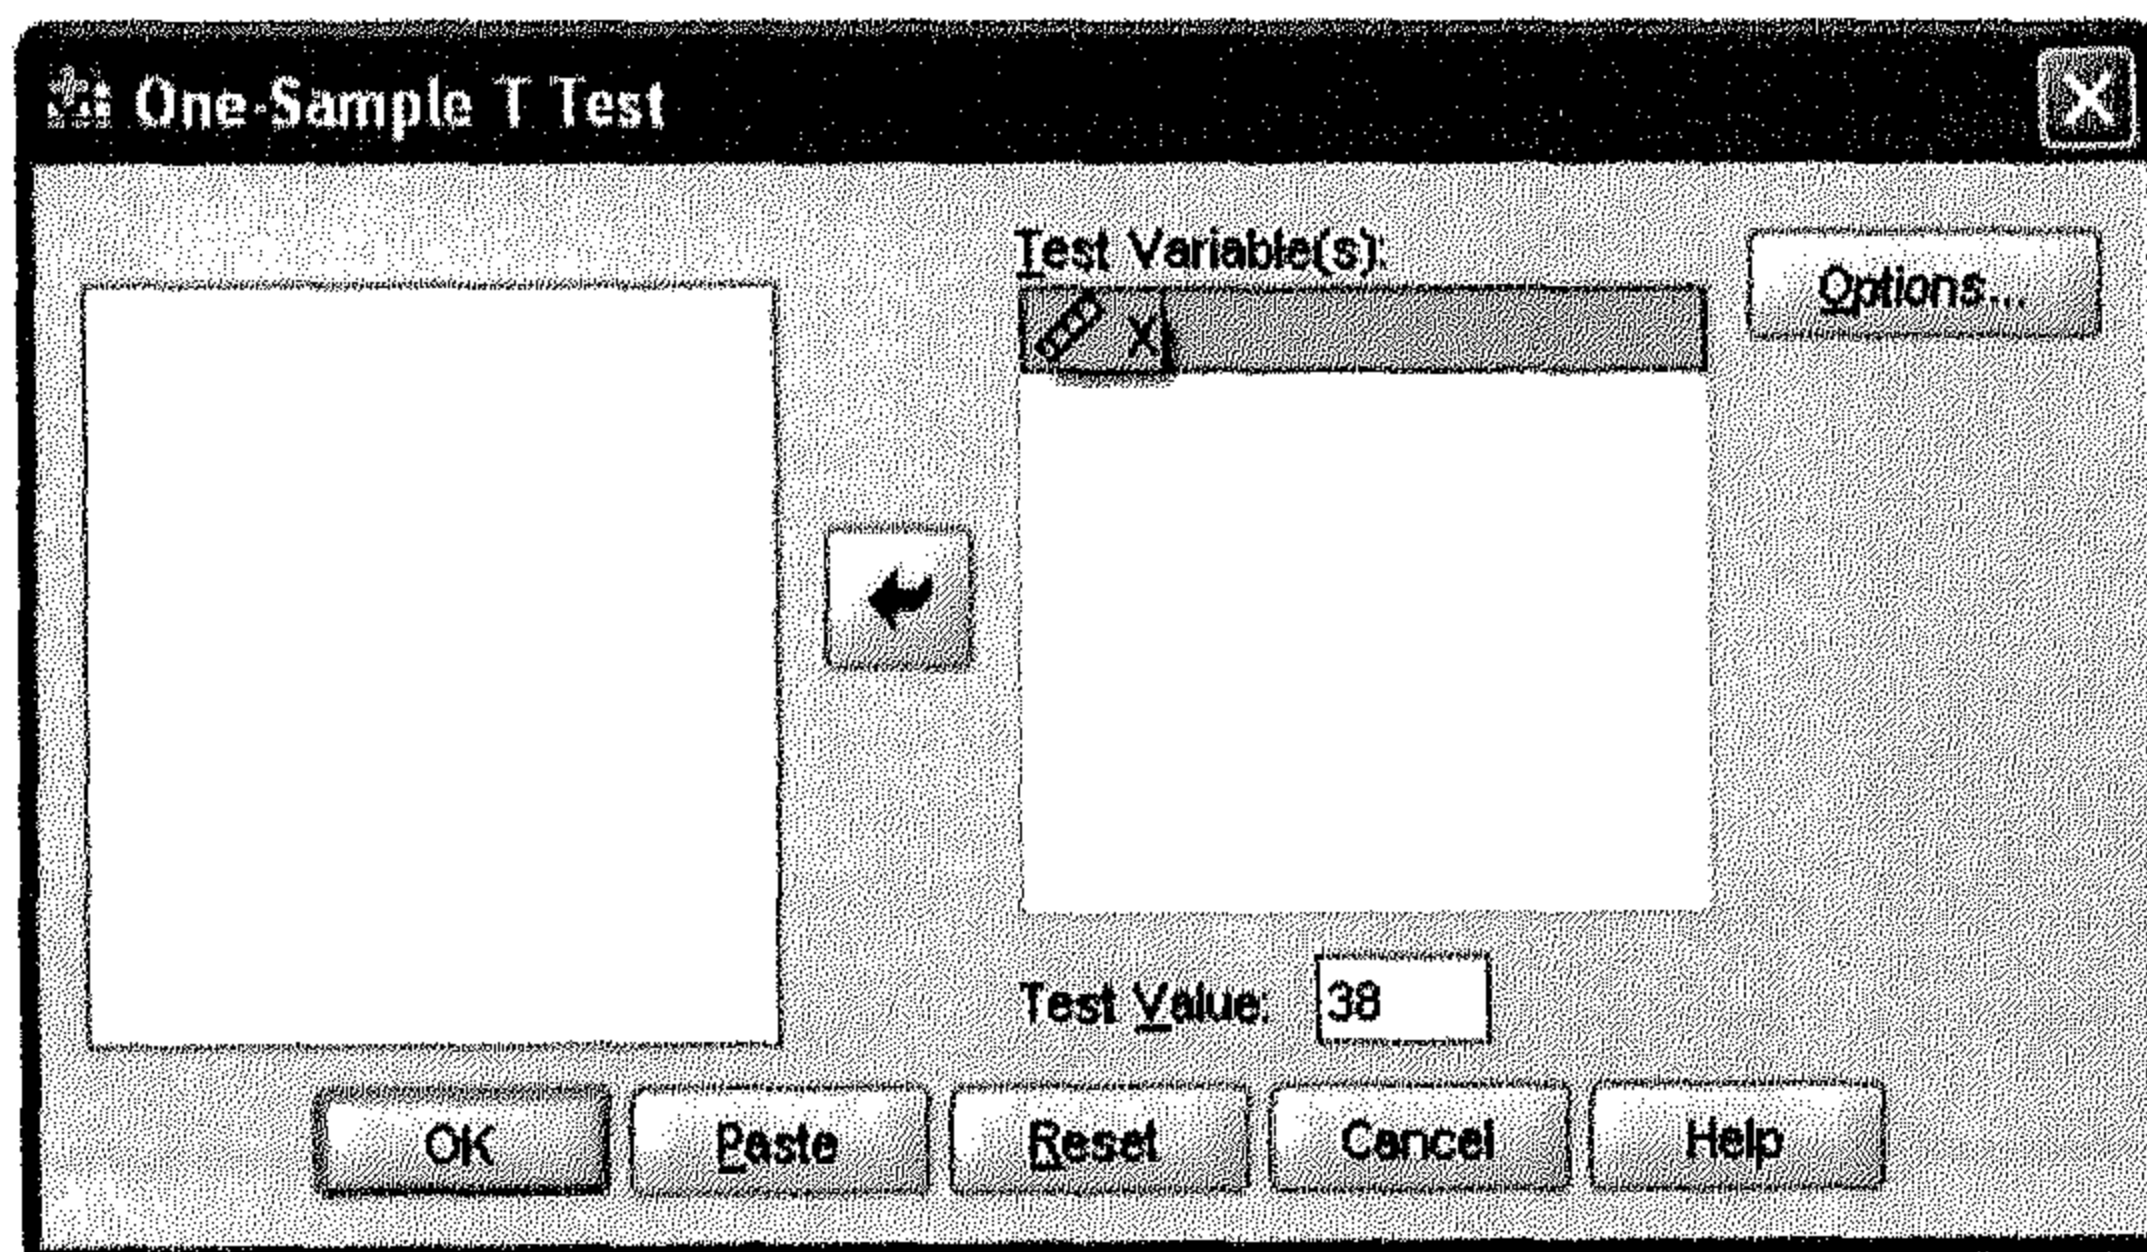 One-Sample T Test
Test Variable(s):
Options...
X
Test Value: 38
OK Paste Reset Cancel Help